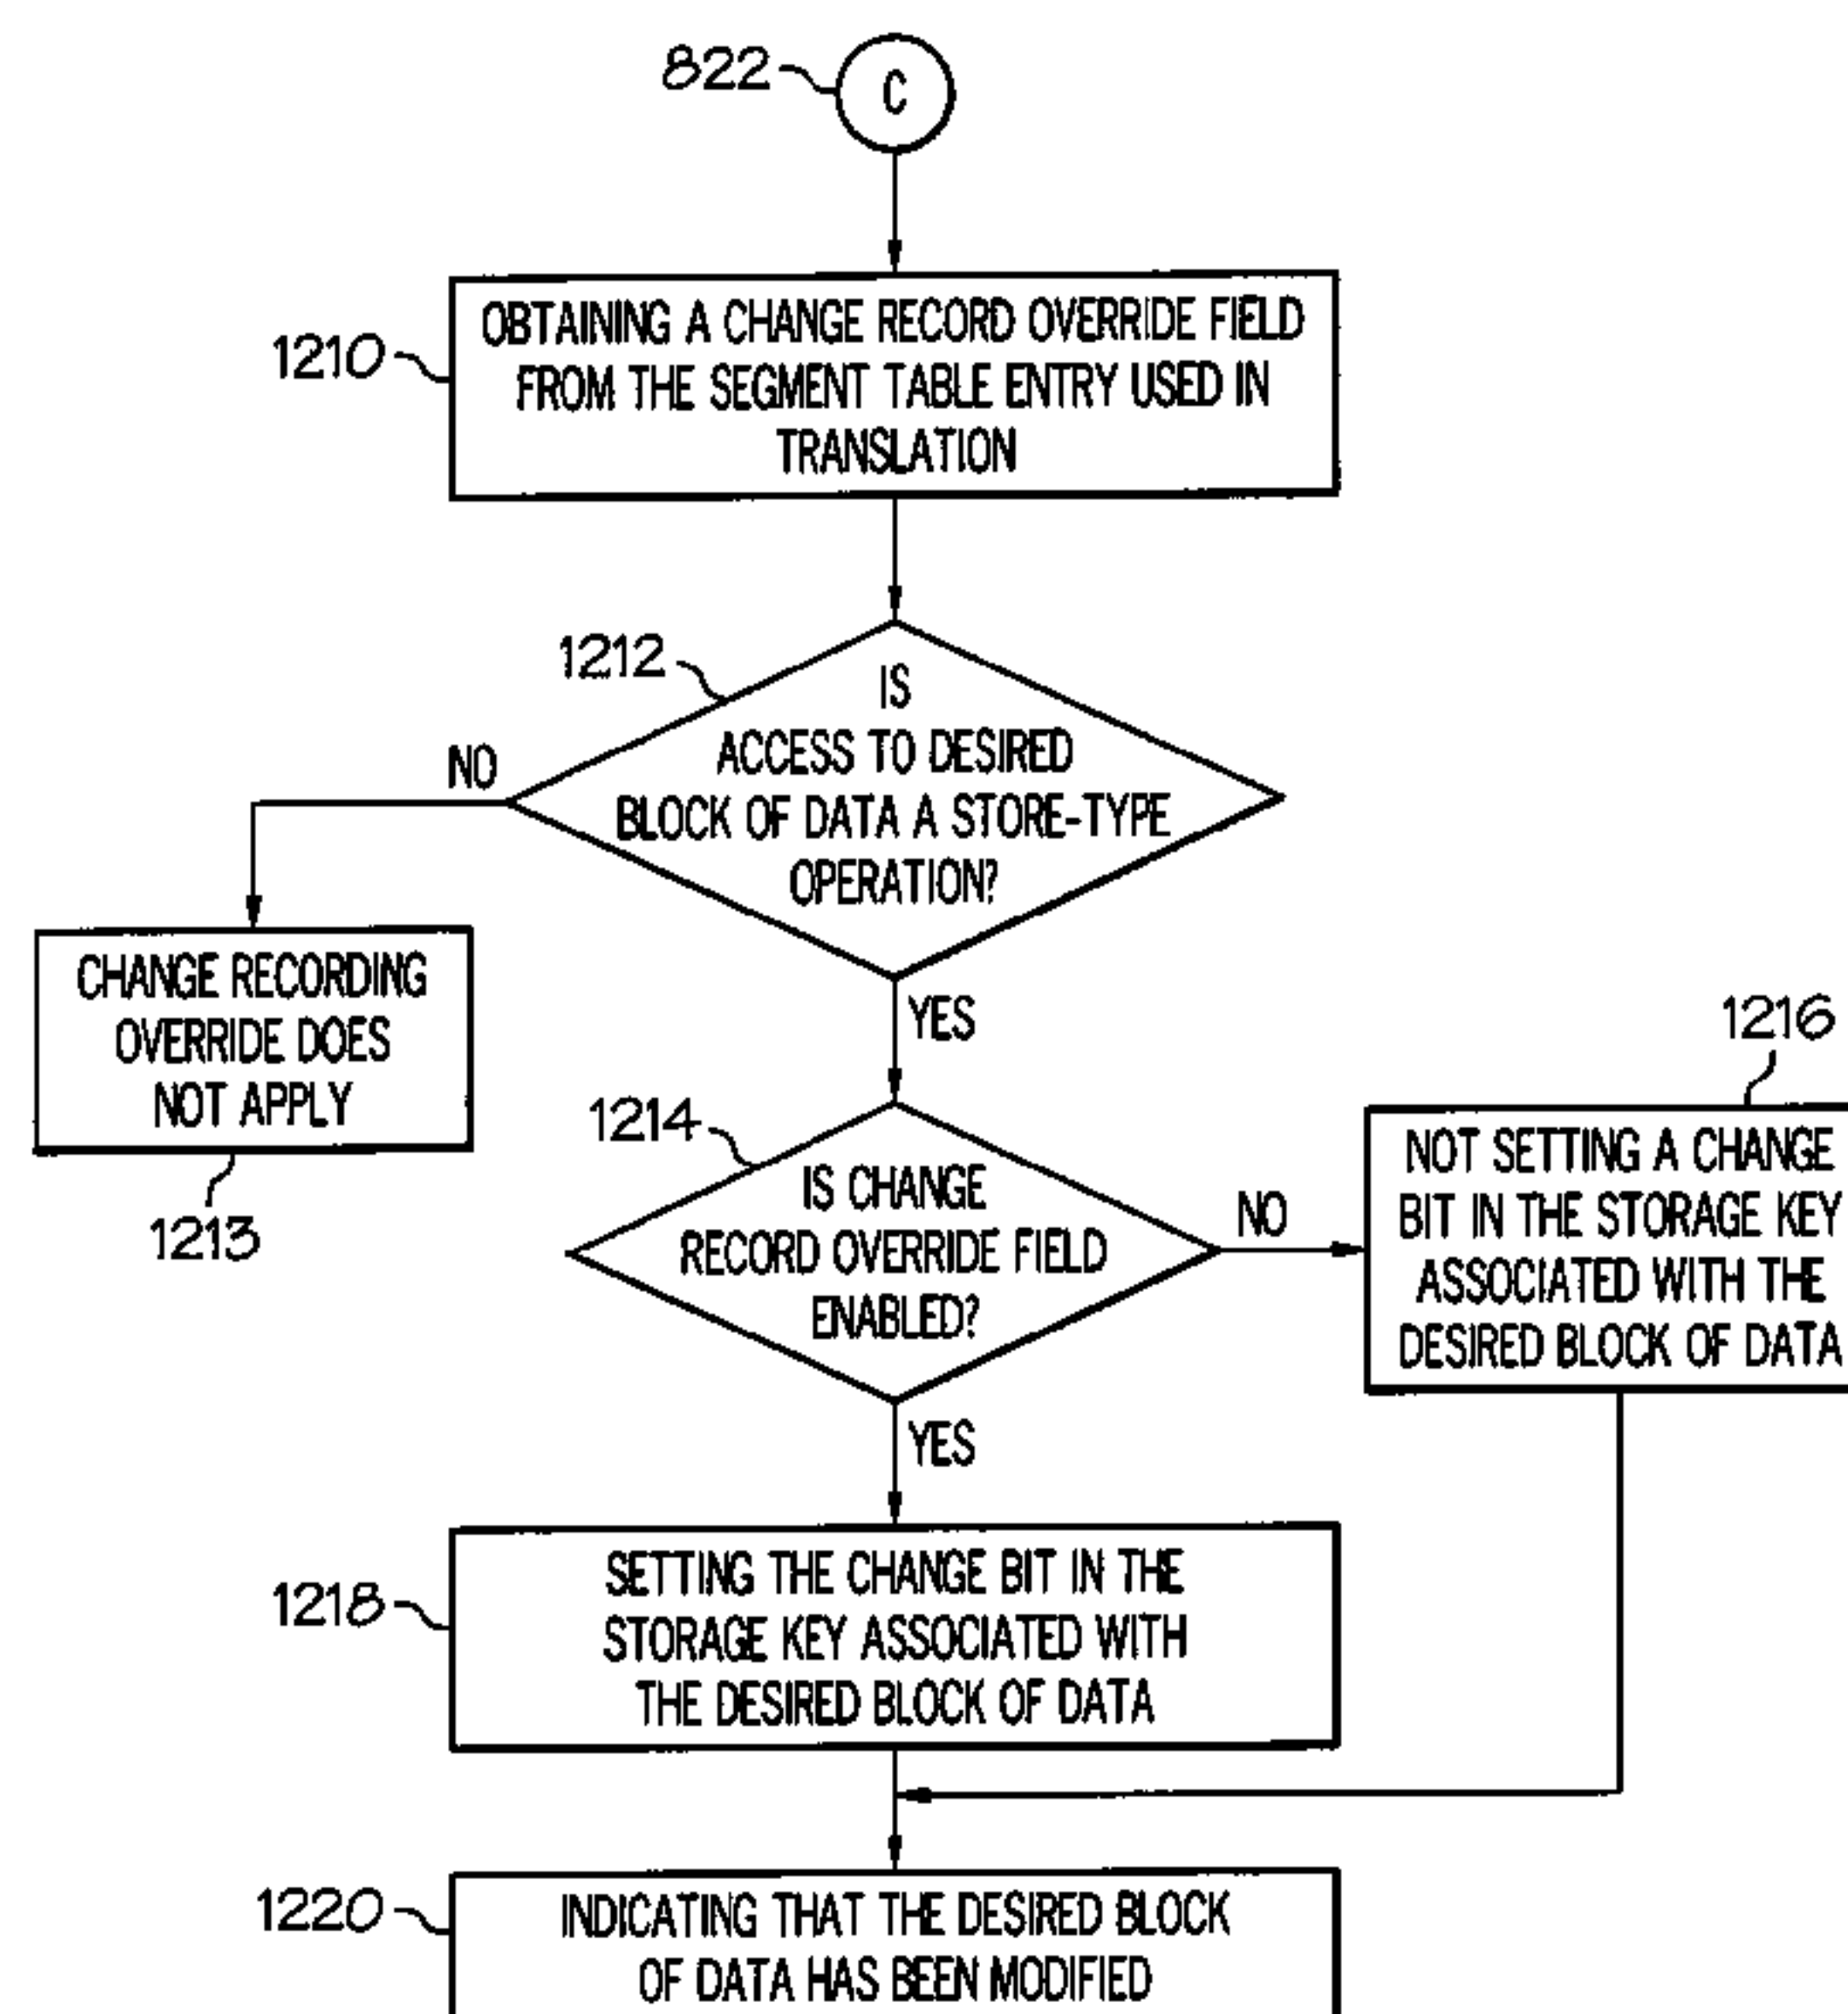 822
C
1210
OBTAINING A CHANGE RECORD OVERRIDE FIELD
FROM THE SEGMENT TABLE ENTRY USED IN
TRANSLATION
1212
IS
ACCESS TO DESIRED
BLOCK OF DATA A STORE-TYPE
OPERATION?
NO
YES
CHANGE RECORDING
OVERRIDE DOES
NOT APPLY
1213
1214
IS CHANGE
RECORD OVERRIDE FIELD
ENABLED?
NO
YES
1216
NOT SETTING A CHANGE
BIT IN THE STORAGE KEY
ASSOCIATED WITH THE
DESIRED BLOCK OF DATA
1218
SETTING THE CHANGE BIT IN THE
STORAGE KEY ASSOCIATED WITH
THE DESIRED BLOCK OF DATA
1220
INDICATING THAT THE DESIRED BLOCK
OF DATA HAS BEEN MODIFIED